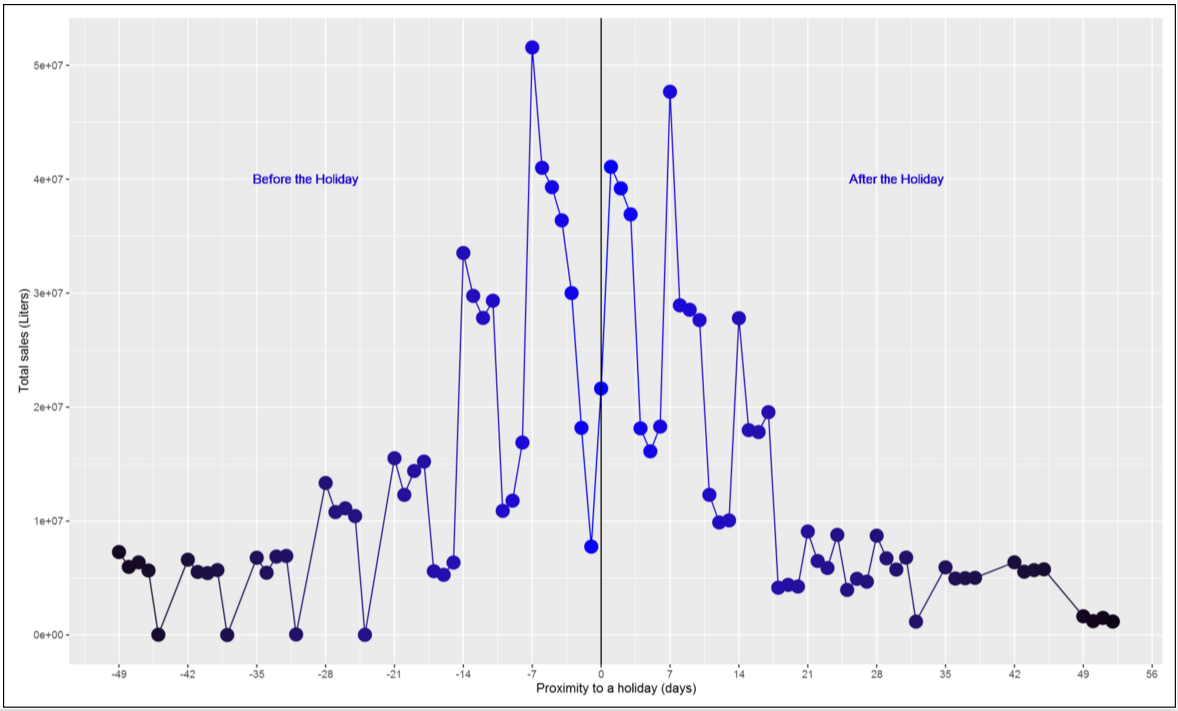 5e+07
4e+07
3e+07
2e+07
1e+07
0e+00
Total sales (Liters)
Before the Holiday
After the Holiday
-49 -42 -35 -28 -21 -14 -7 0 7 14 21 28 35 42 49 56
Proximity to a holiday (days)